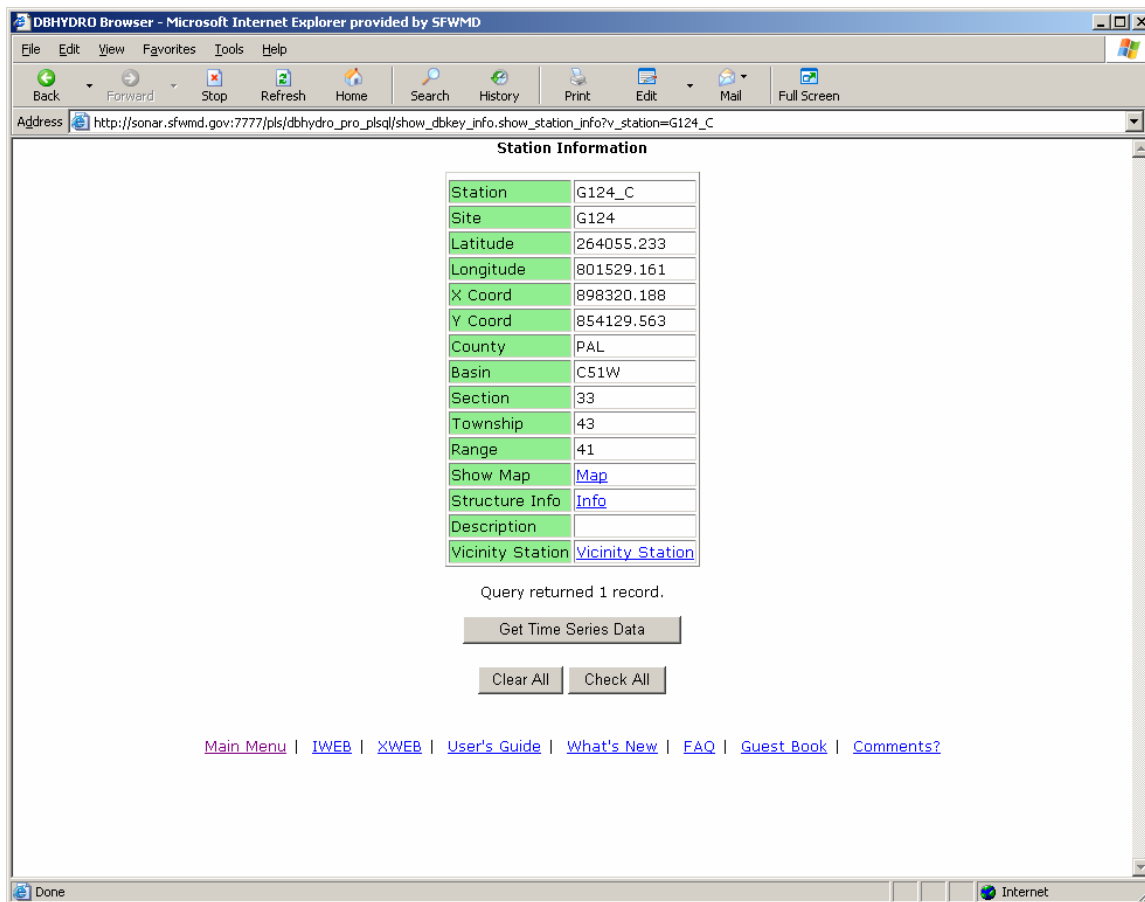 DBHYDRO Browser - Microsoft Internet Explorer provided by SFWMD
File Edit View Favorites Tools Help
Back Forward Stop Refresh Home Search History Print Edit Mail Full Screen
Address http://sonar.sfwmd.gov:7777/pls/dbhydro_pro_plsql/show_dbkey_info.show_station_info?v_station=G124_C
Station Information
Station G124_C
Site G124
Latitude 264055.233
Longitude 801529.161
X Coord 898320.188
Y Coord 854129.563
County PAL
Basin C51W
Section 33
Township 43
Range 41
Show Map Map
Structure Info Info
Description
Vicinity Station Vicinity Station
Query returned 1 record.
Get Time Series Data
Clear All Check All
Main Menu | IWEB | XWEB | User's Guide | What's New | FAQ | Guest Book | Comments?
Done Internet